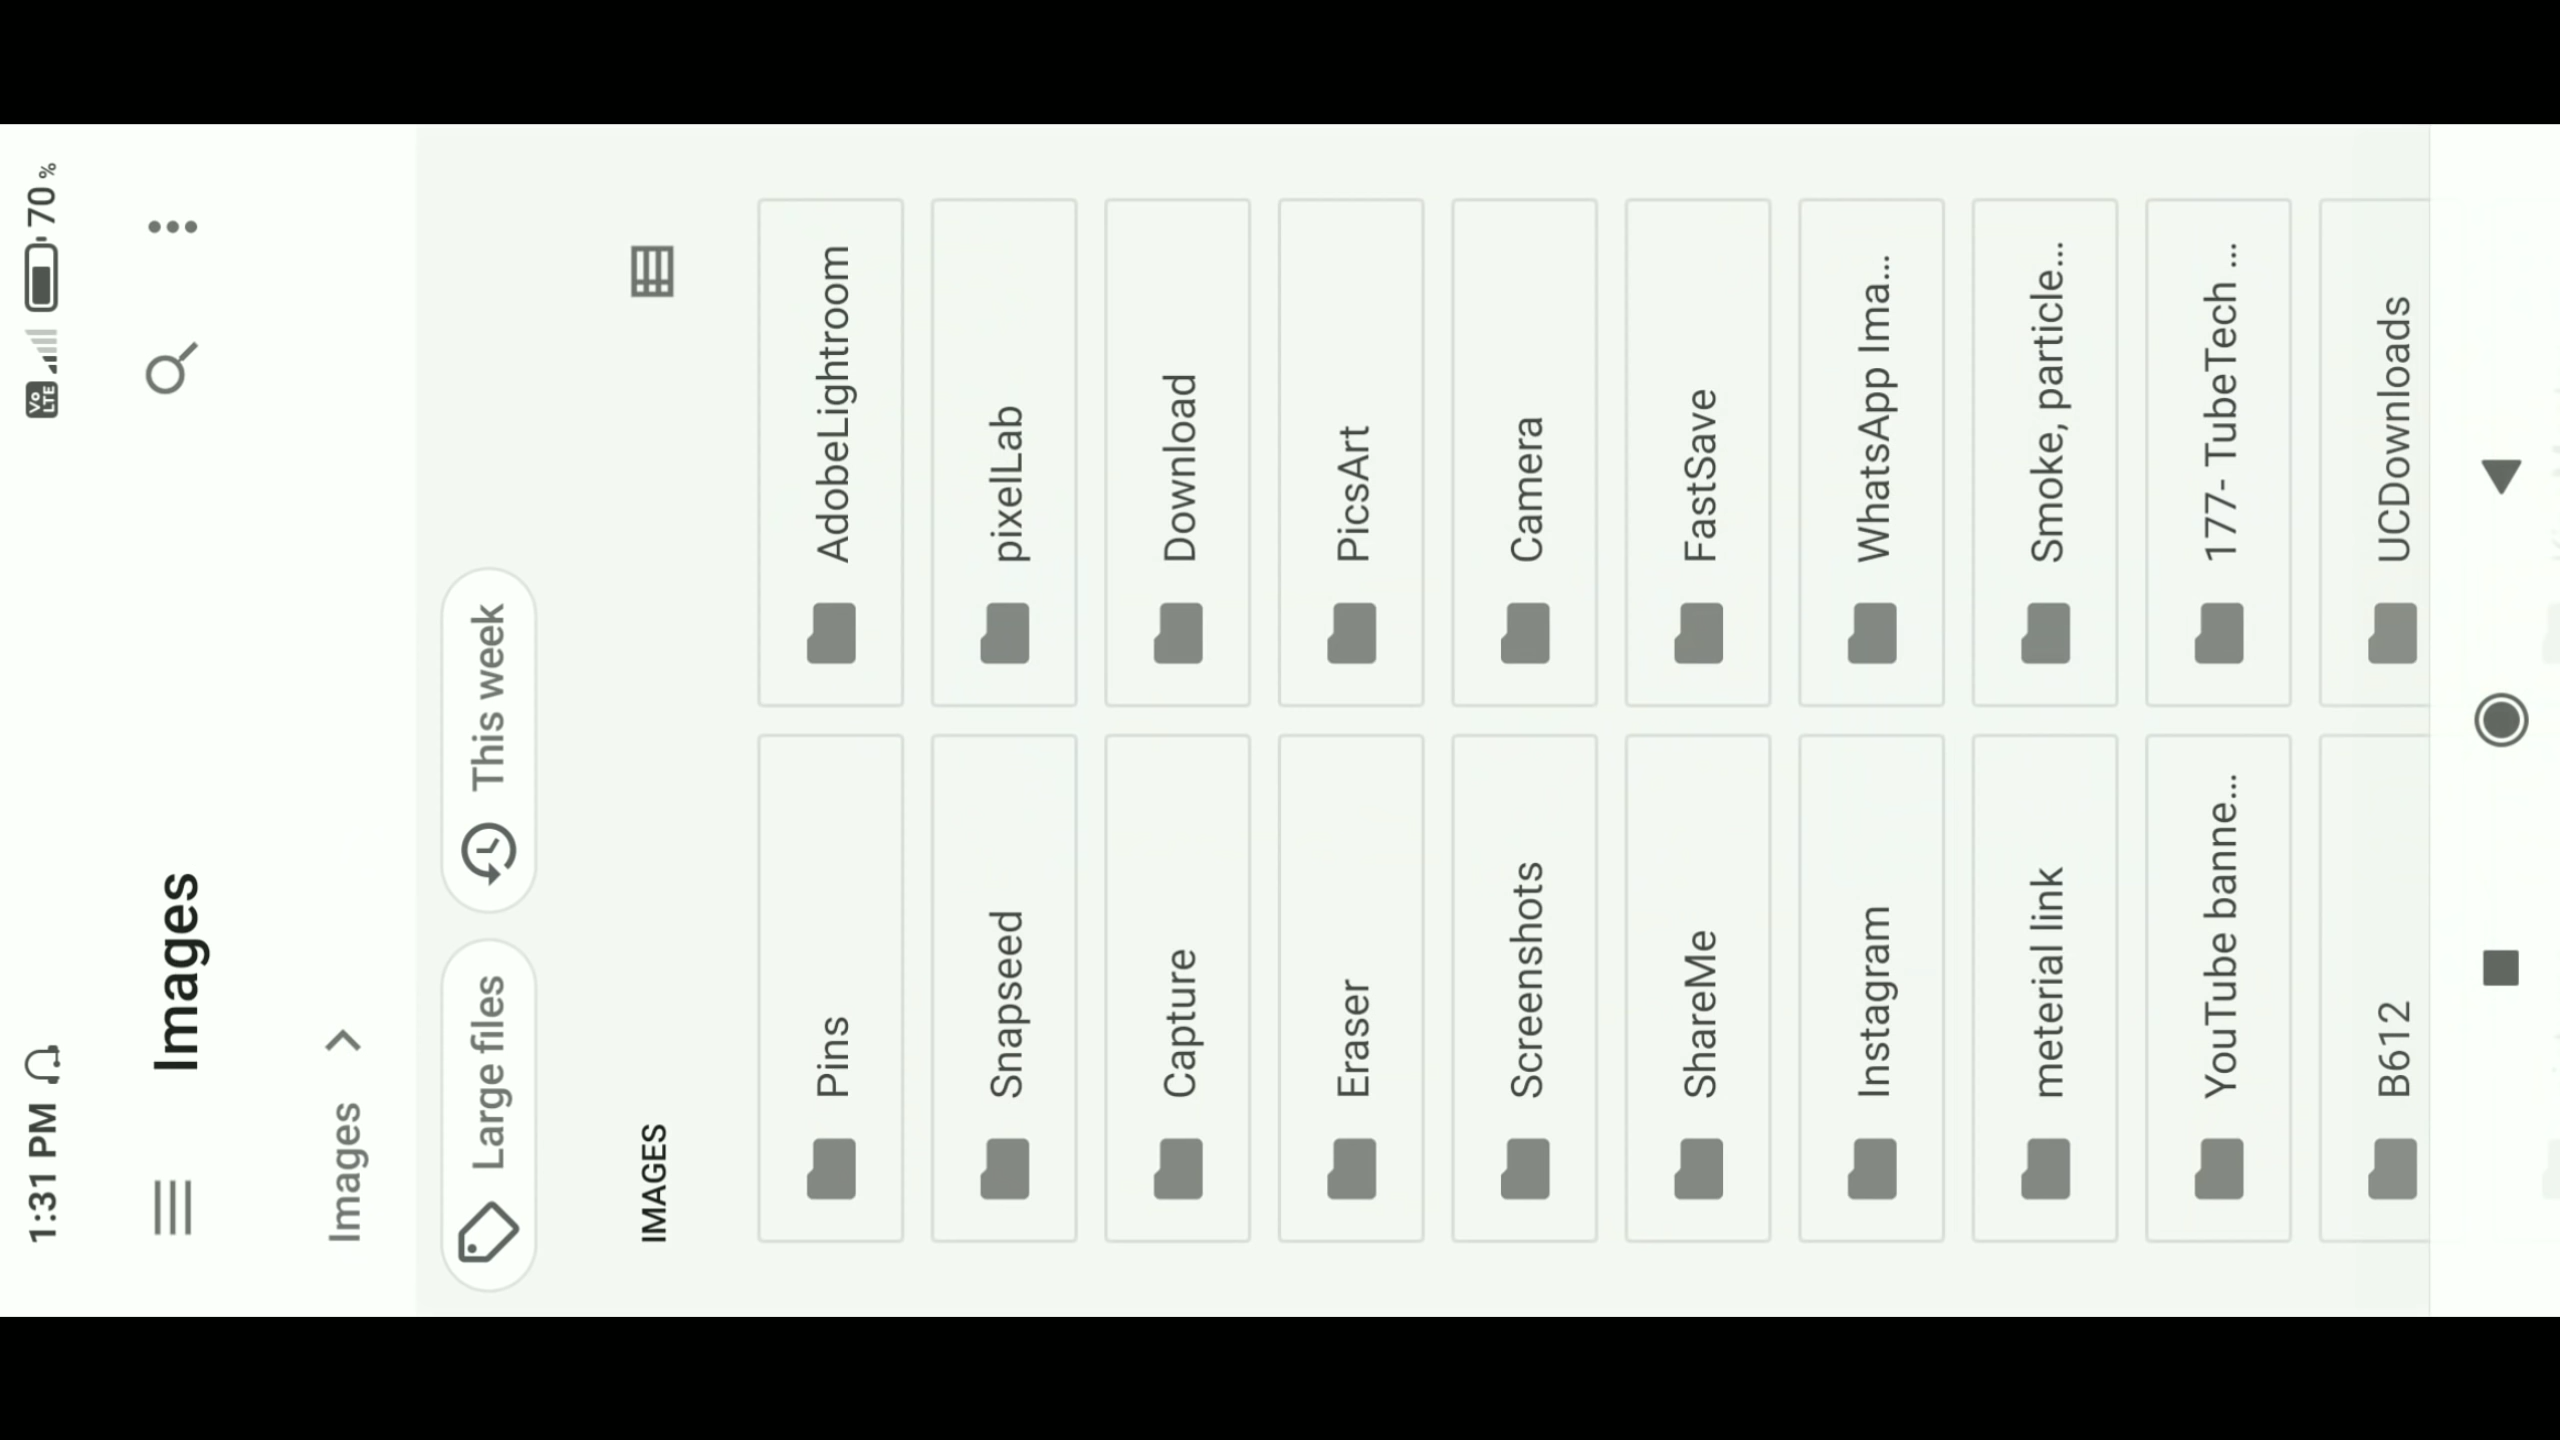 1:31 PM VoLTE 70%
Images
Images
Large files This week
IMAGES
Pins AdobeLightroom
Snapseed pixelLab
Capture Download
Eraser PicsArt
Screenshots Camera
ShareMe FastSave
Instagram WhatsApp Ima...
meterial link Smoke, particle...
YouTube banne... 177- TubeTech ...
B612 UCDownloads